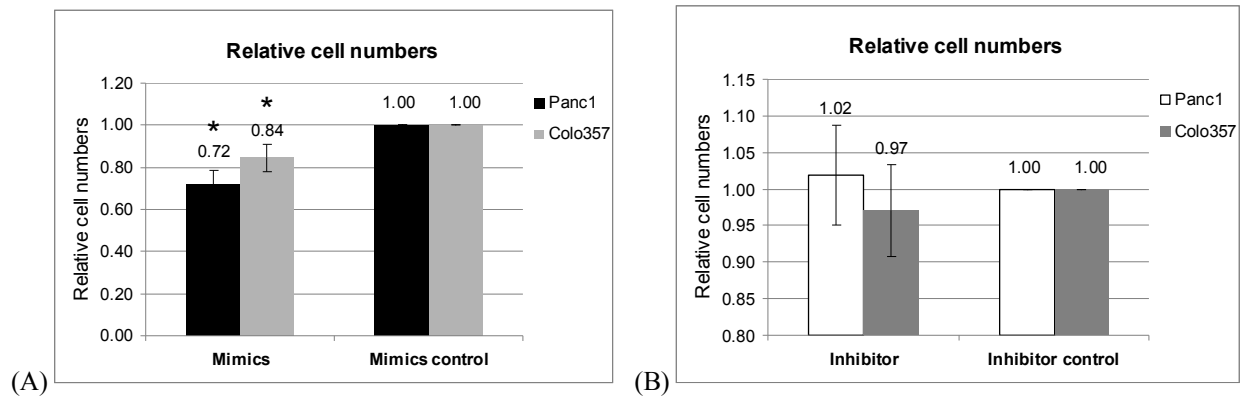 Relative cell numbers
Relative cell numbers
1.20
1.00
0.80
0.60
0.40
0.20
0.00
*
*
0.72
0.84
1.00
1.00
Panc1
Colo357
Mimics
Mimics control
(A)
Relative cell numbers
Relative cell numbers
1.15
1.10
1.05
1.00
0.95
0.90
0.85
0.80
1.02
0.97
1.00
1.00
Panc1
Colo357
Inhibitor
Inhibitor control
(B)